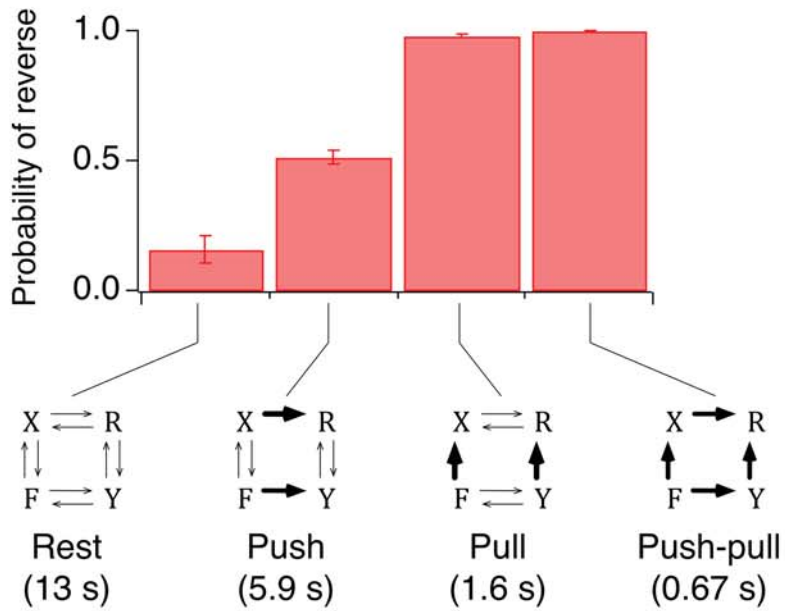 Probability of reverse
1.0
0.5
0.0
X R
F Y
Rest
(13 s)
X R
F Y
Push
(5.9 s)
X R
F Y
Pull
(1.6 s)
X R
F Y
Push-pull
(0.67 s)